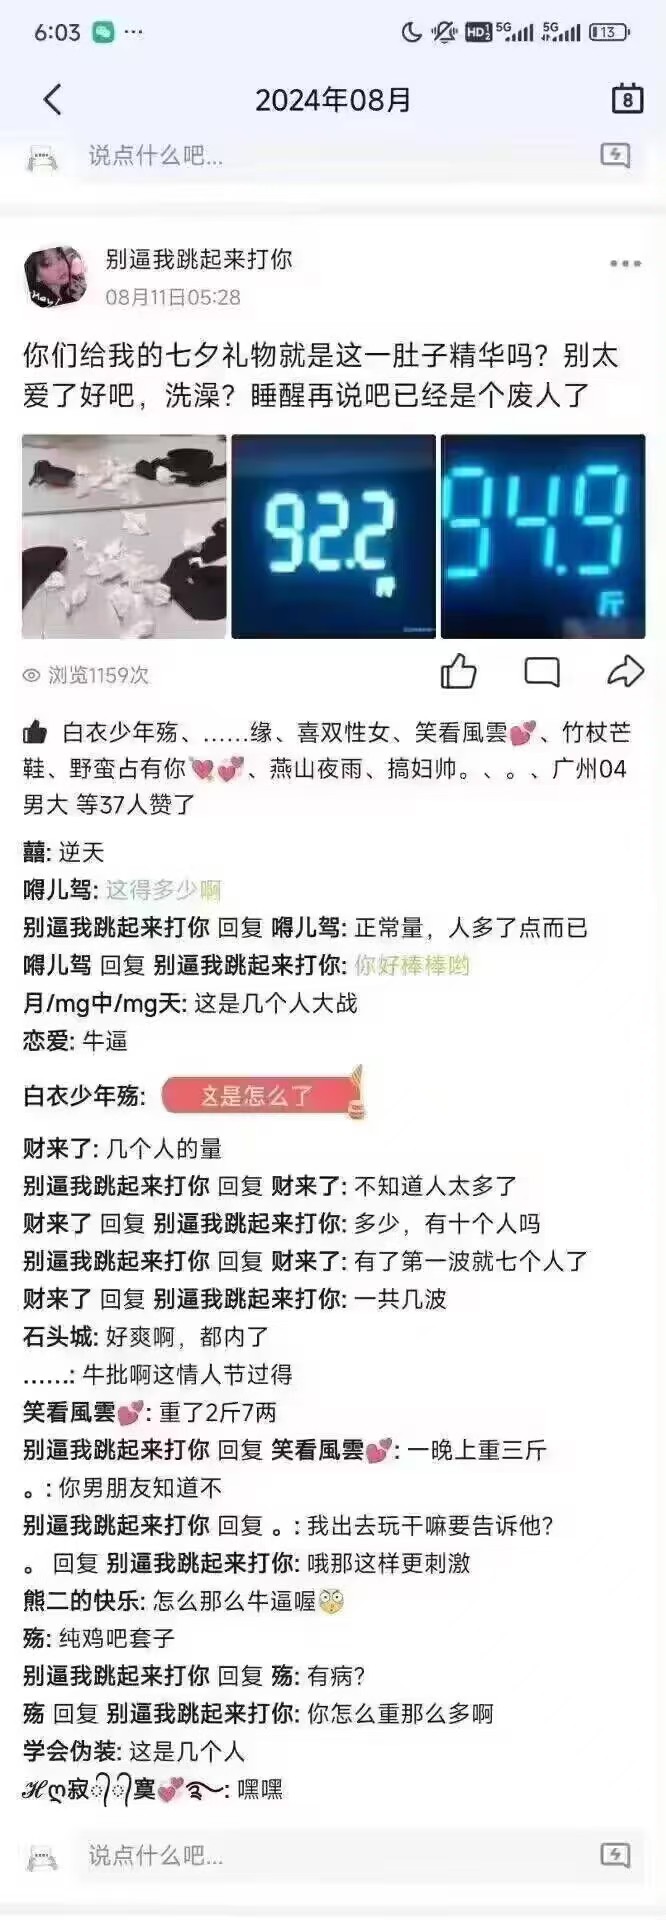 6:03 ··· HD 1 2 5G 5G 13
2024年08月 8
说点什么吧...
别逼我跳起来打你
08月11日05:28
你们给我的七夕礼物就是这一肚子精华吗？别太
爱了好吧，洗澡？睡醒再说吧已经是个废人了
92.2 斤
94.9 斤
浏览1159次
白衣少年殇、......缘、喜双性女、笑看風雲💕、竹杖芒
鞋、野蛮占有你💘💕、燕山夜雨、搞妇帅。、。、广州04
男大 等37人赞了
囍: 逆天
嘚儿驾: 这得多少啊
别逼我跳起来打你 回复 嘚儿驾: 正常量，人多了点而已
嘚儿驾 回复 别逼我跳起来打你: 你好棒棒哟
月/mg中/mg天: 这是几个人大战
恋爱: 牛逼
白衣少年殇: 这是怎么了
财来了: 几个人的量
别逼我跳起来打你 回复 财来了: 不知道人太多了
财来了 回复 别逼我跳起来打你: 多少，有十个人吗
别逼我跳起来打你 回复 财来了: 有了第一波就七个人了
财来了 回复 别逼我跳起来打你: 一共几波
石头城: 好爽啊，都内了
......: 牛批啊这情人节过得
笑看風雲💕: 重了2斤7两
别逼我跳起来打你 回复 笑看風雲💕: 一晚上重三斤
。: 你男朋友知道不
别逼我跳起来打你 回复 。: 我出去玩干嘛要告诉他？
。 回复 别逼我跳起来打你: 哦那这样更刺激
熊二的快乐: 怎么那么牛逼喔
殇: 纯鸡吧套子
别逼我跳起来打你 回复 殇: 有病？
殇 回复 别逼我跳起来打你: 你怎么重那么多啊
学会伪装: 这是几个人
ℋღ寂寞💞: 嘿嘿
说点什么吧...